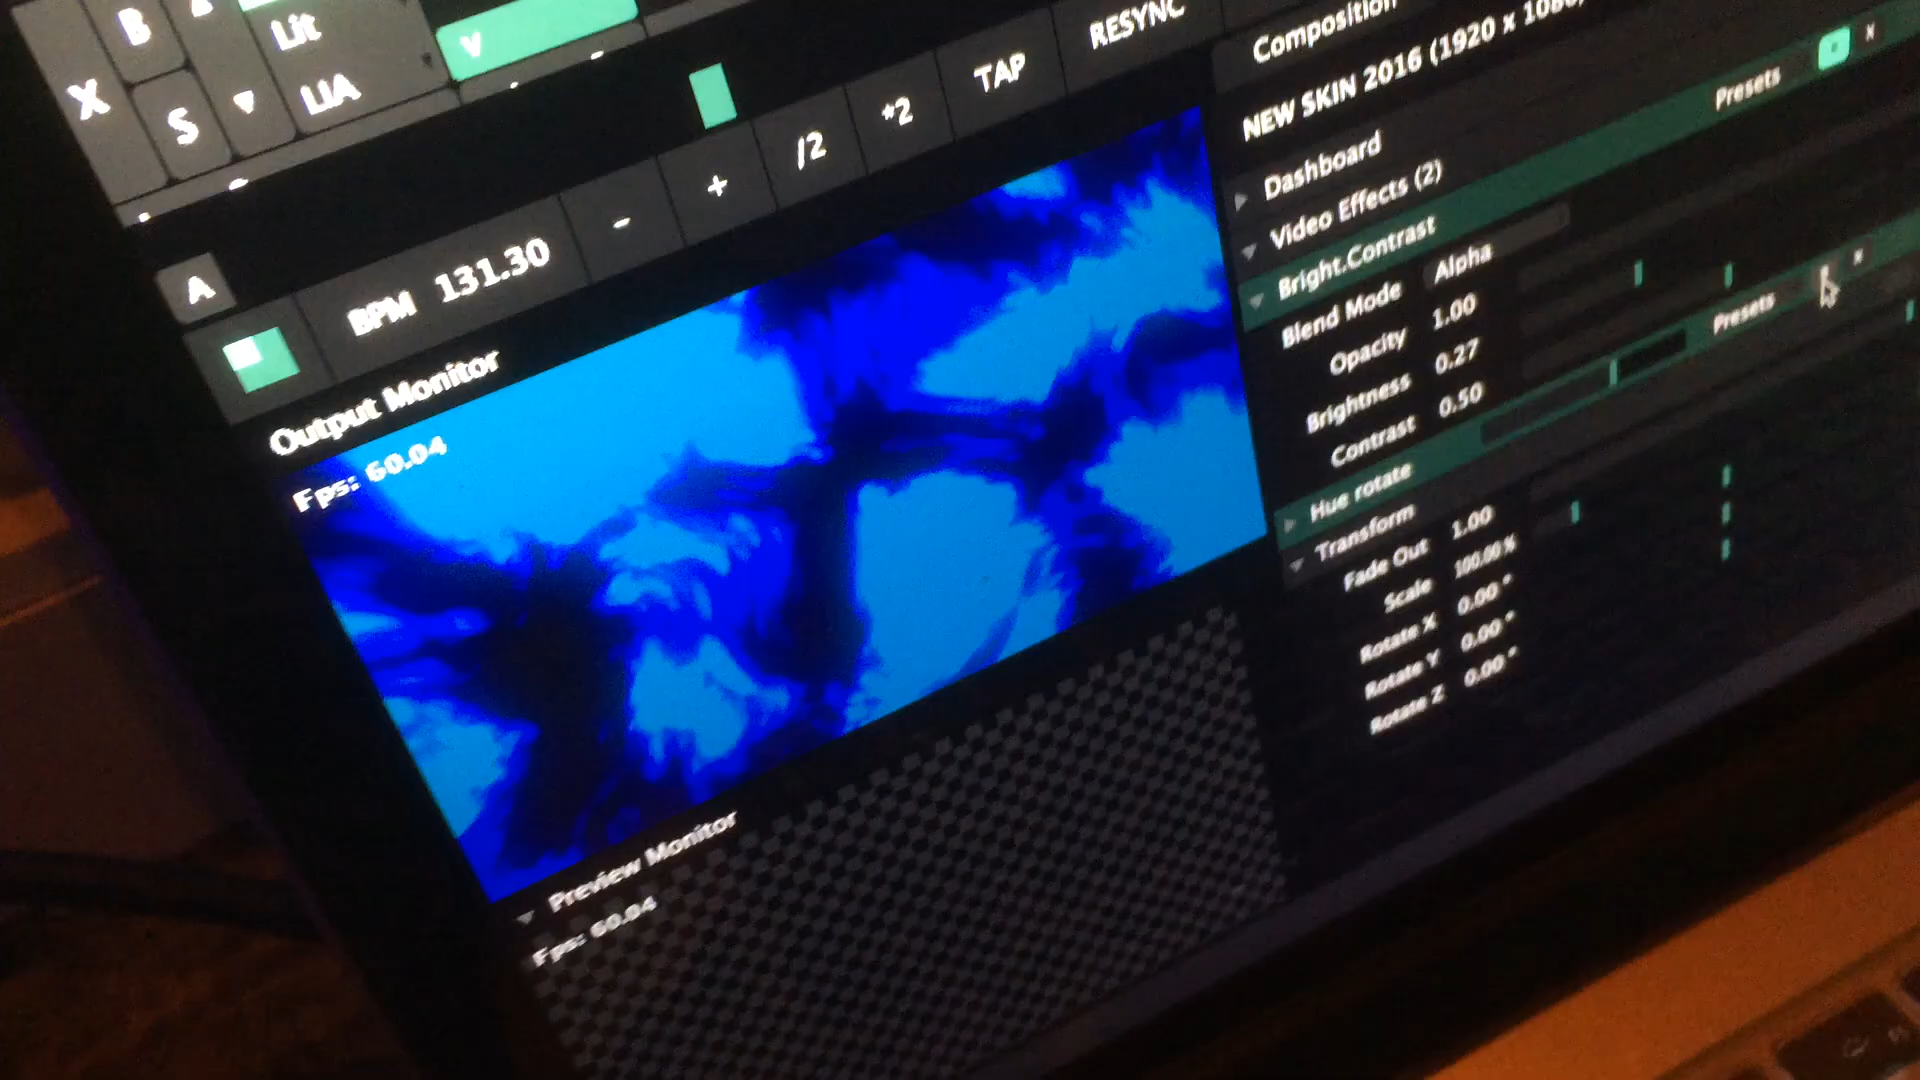 X
B
S
Lit
LIA
V
A
BPM 131.30
-
+
/2
*2
TAP
RESYNC
Output Monitor
Fps: 60.04
Preview Monitor
Fps: 60.04
Composition
NEW SKIN 2016 (1920 x 1080)
Dashboard
Video Effects (2)
Bright.Contrast
Presets
x
Blend Mode Alpha
Opacity 1.00
Brightness 0.27
Contrast 0.50
Hue rotate
Presets
x
Transform
Fade Out 1.00
Scale 100.00 %
Rotate X 0.00 °
Rotate Y 0.00 °
Rotate Z 0.00 °